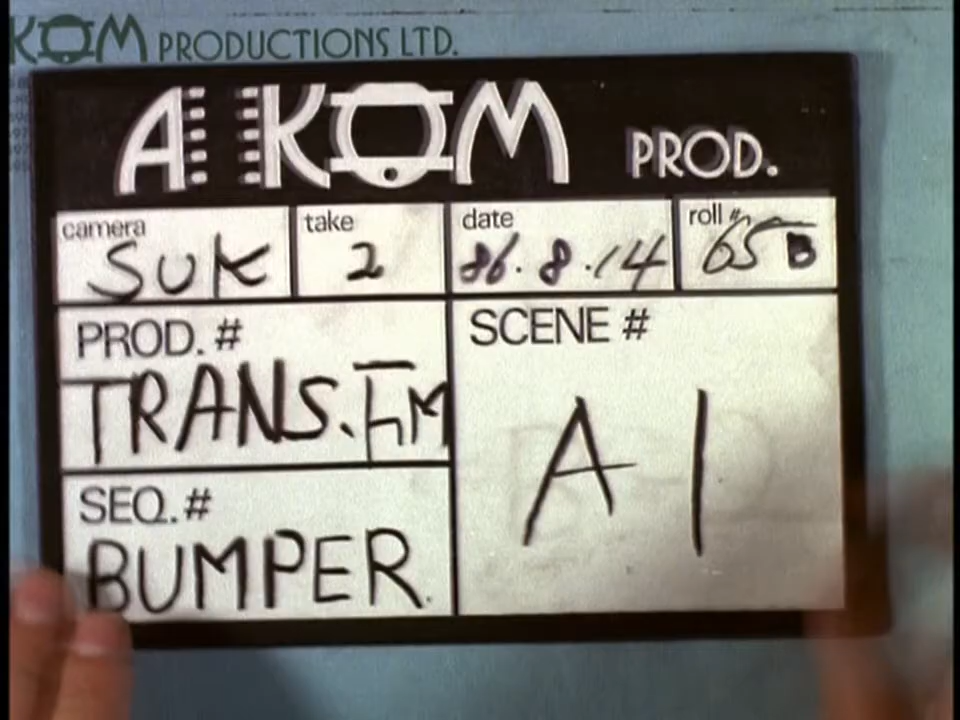 KOM PRODUCTIONS LTD.
AKOM PROD.
camera take date roll #
SUK 2 86.8.14 65 B
PROD. # SCENE #
TRANS.FM
A1
SEQ. #
BUMPER.